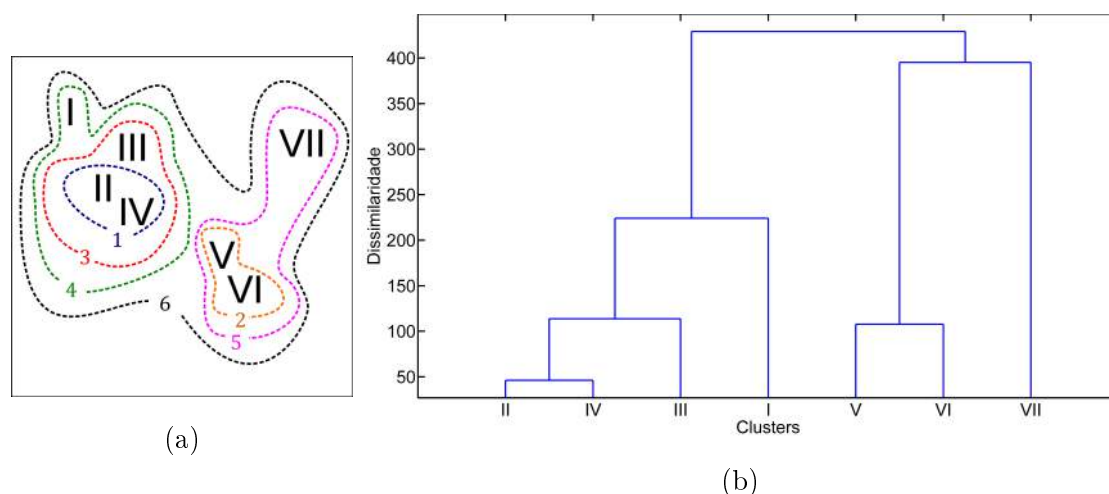 I
III
VII
II
IV
1
V
3
VI
4
6
2
5
(a)
400
350
300
250
200
150
100
50
Dissimilaridade
II IV III I V VI VII
Clusters
(b)